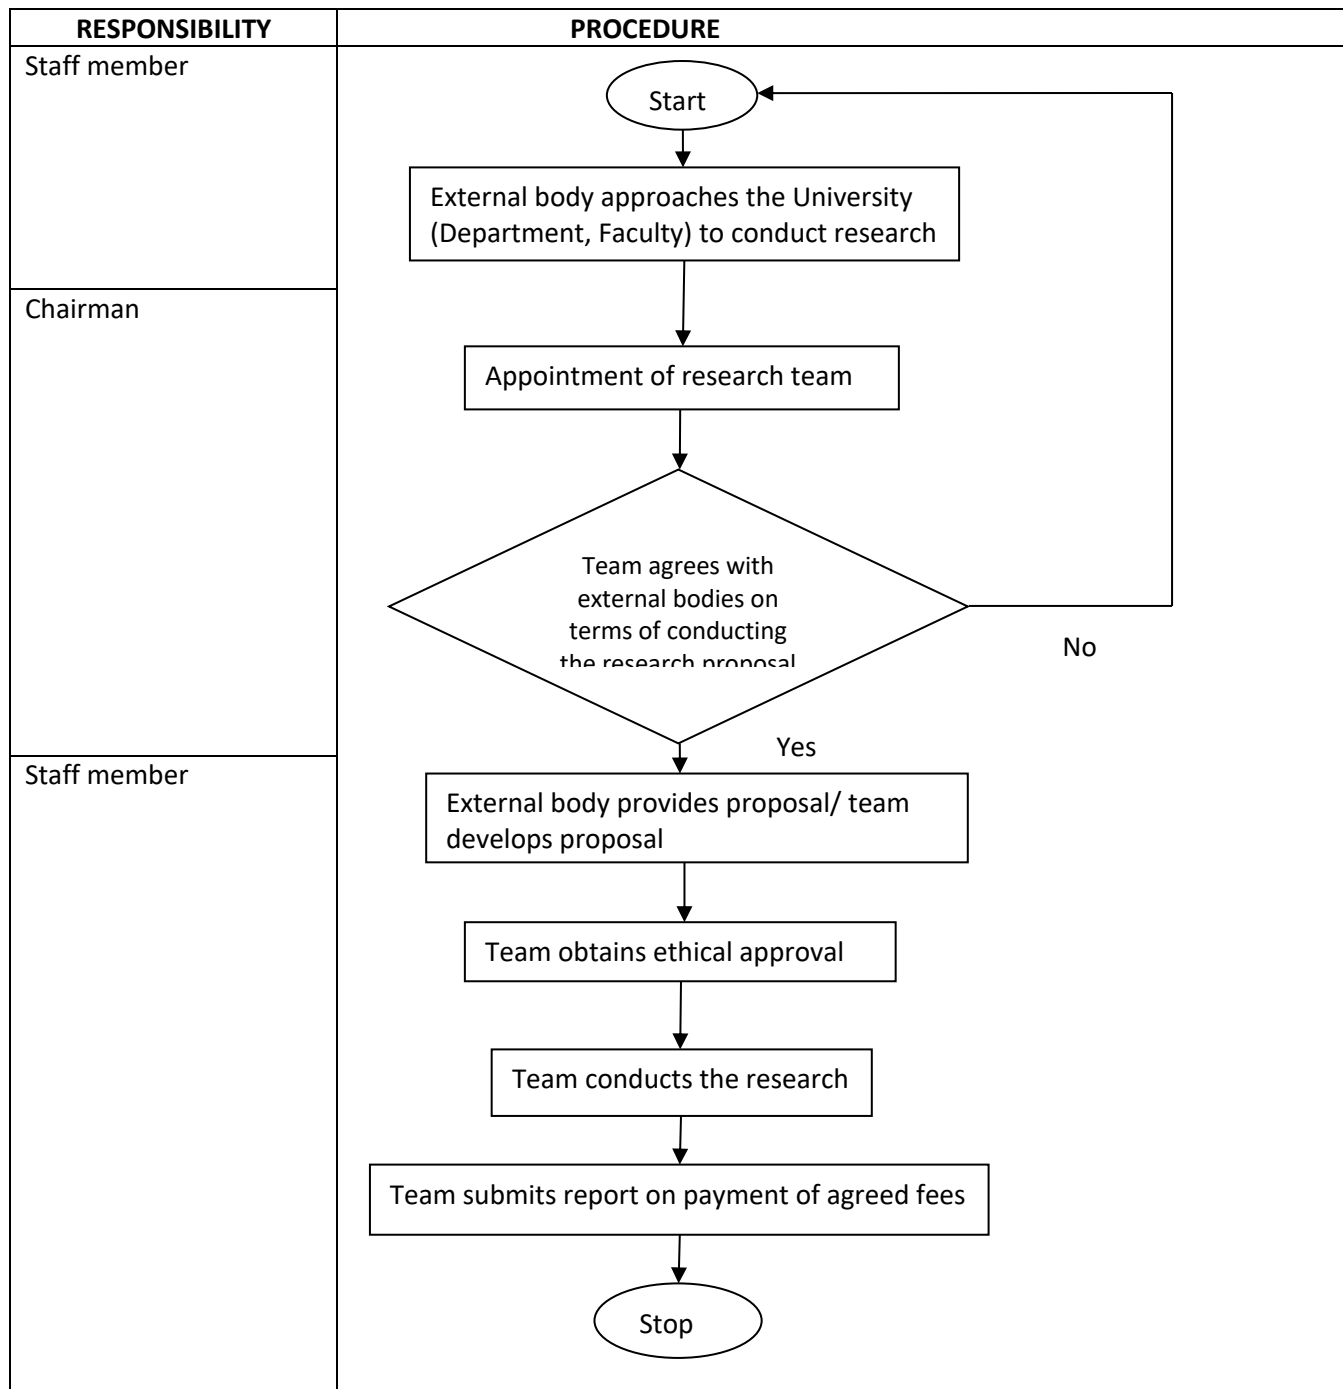 RESPONSIBILITY
PROCEDURE
Staff member
Start
External body approaches the University
(Department, Faculty) to conduct research
Chairman
Appointment of research team
Team agrees with
external bodies on
terms of conducting
the research proposal
No
Yes
Staff member
External body provides proposal/ team
develops proposal
Team obtains ethical approval
Team conducts the research
Team submits report on payment of agreed fees
Stop